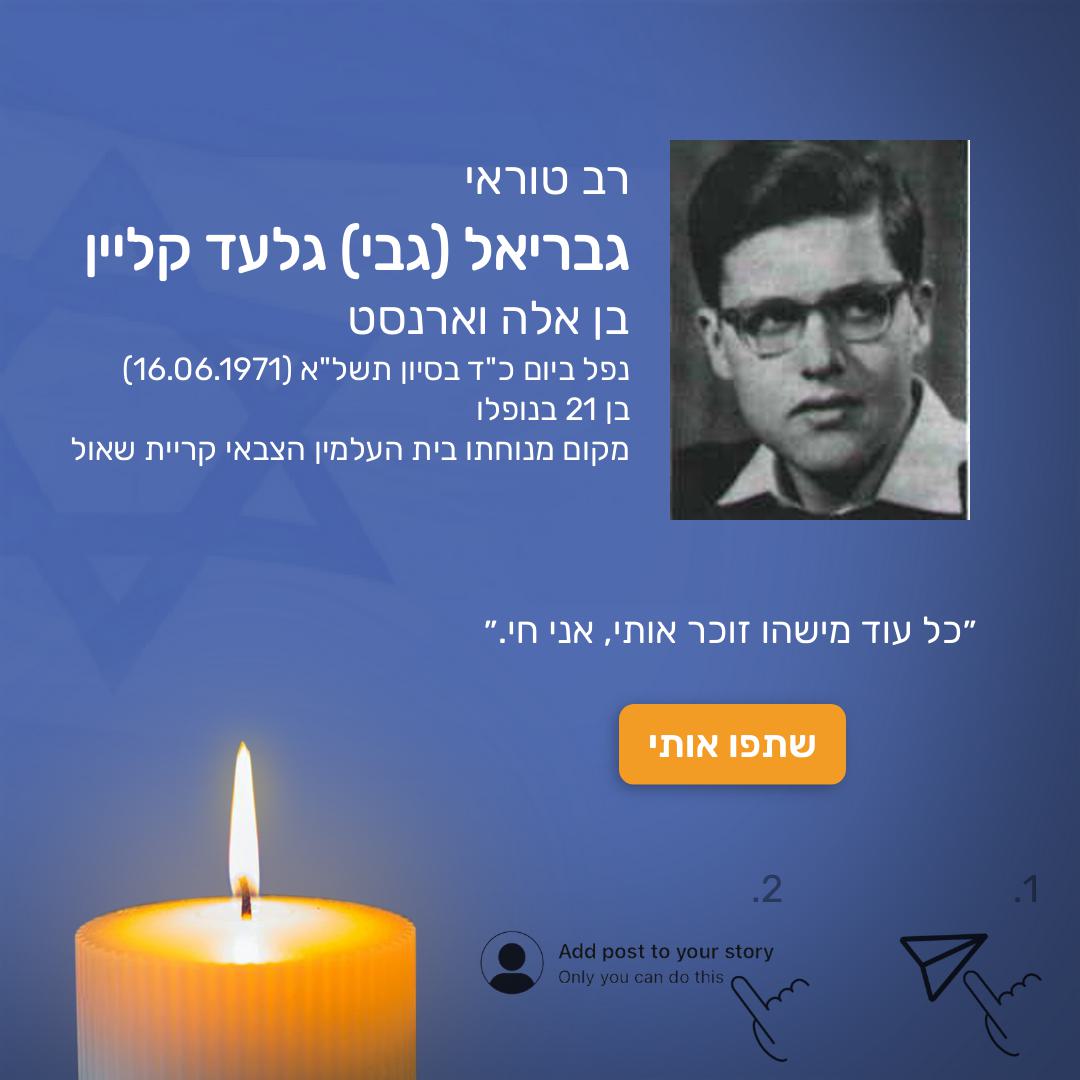 רב טוראי
גבריאל (גבי) גלעד קליין
בן אלה וארנסט
נפל ביום כ"ד בסיון תשל"א (16.06.1971)
בן 21 בנופלו
מקום מנוחתו בית העלמין הצבאי קריית שאול
״כל עוד מישהו זוכר אותי, אני חי.״
שתפו אותי
.1
.2
Add post to your story
Only you can do this